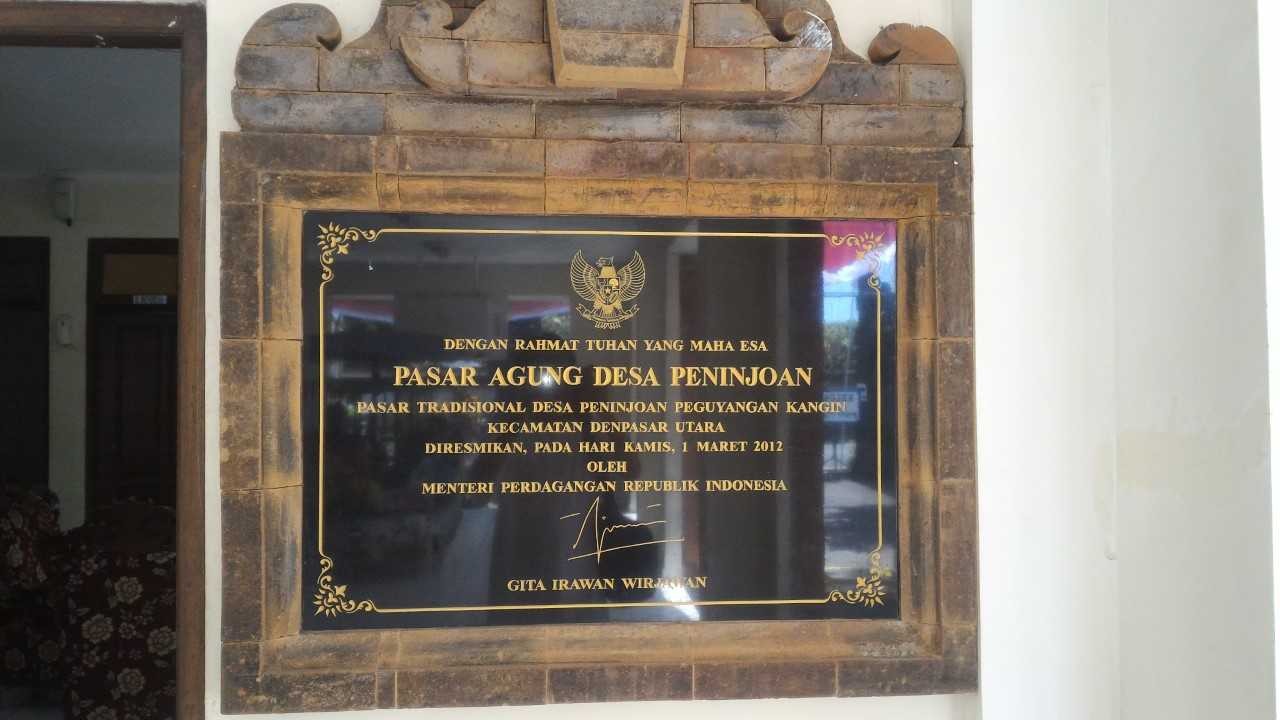 DENGAN RAHMAT TUHAN YANG MAHA ESA
PASAR AGUNG DESA PENINJOAN
PASAR TRADISIONAL DESA PENINJOAN PEGUYANGAN KANGIN
KECAMATAN DENPASAR UTARA
DIRESMIKAN, PADA HARI KAMIS, 1 MARET 2012
OLEH
MENTERI PERDAGANGAN REPUBLIK INDONESIA
GITA IRAWAN WIRJAWAN